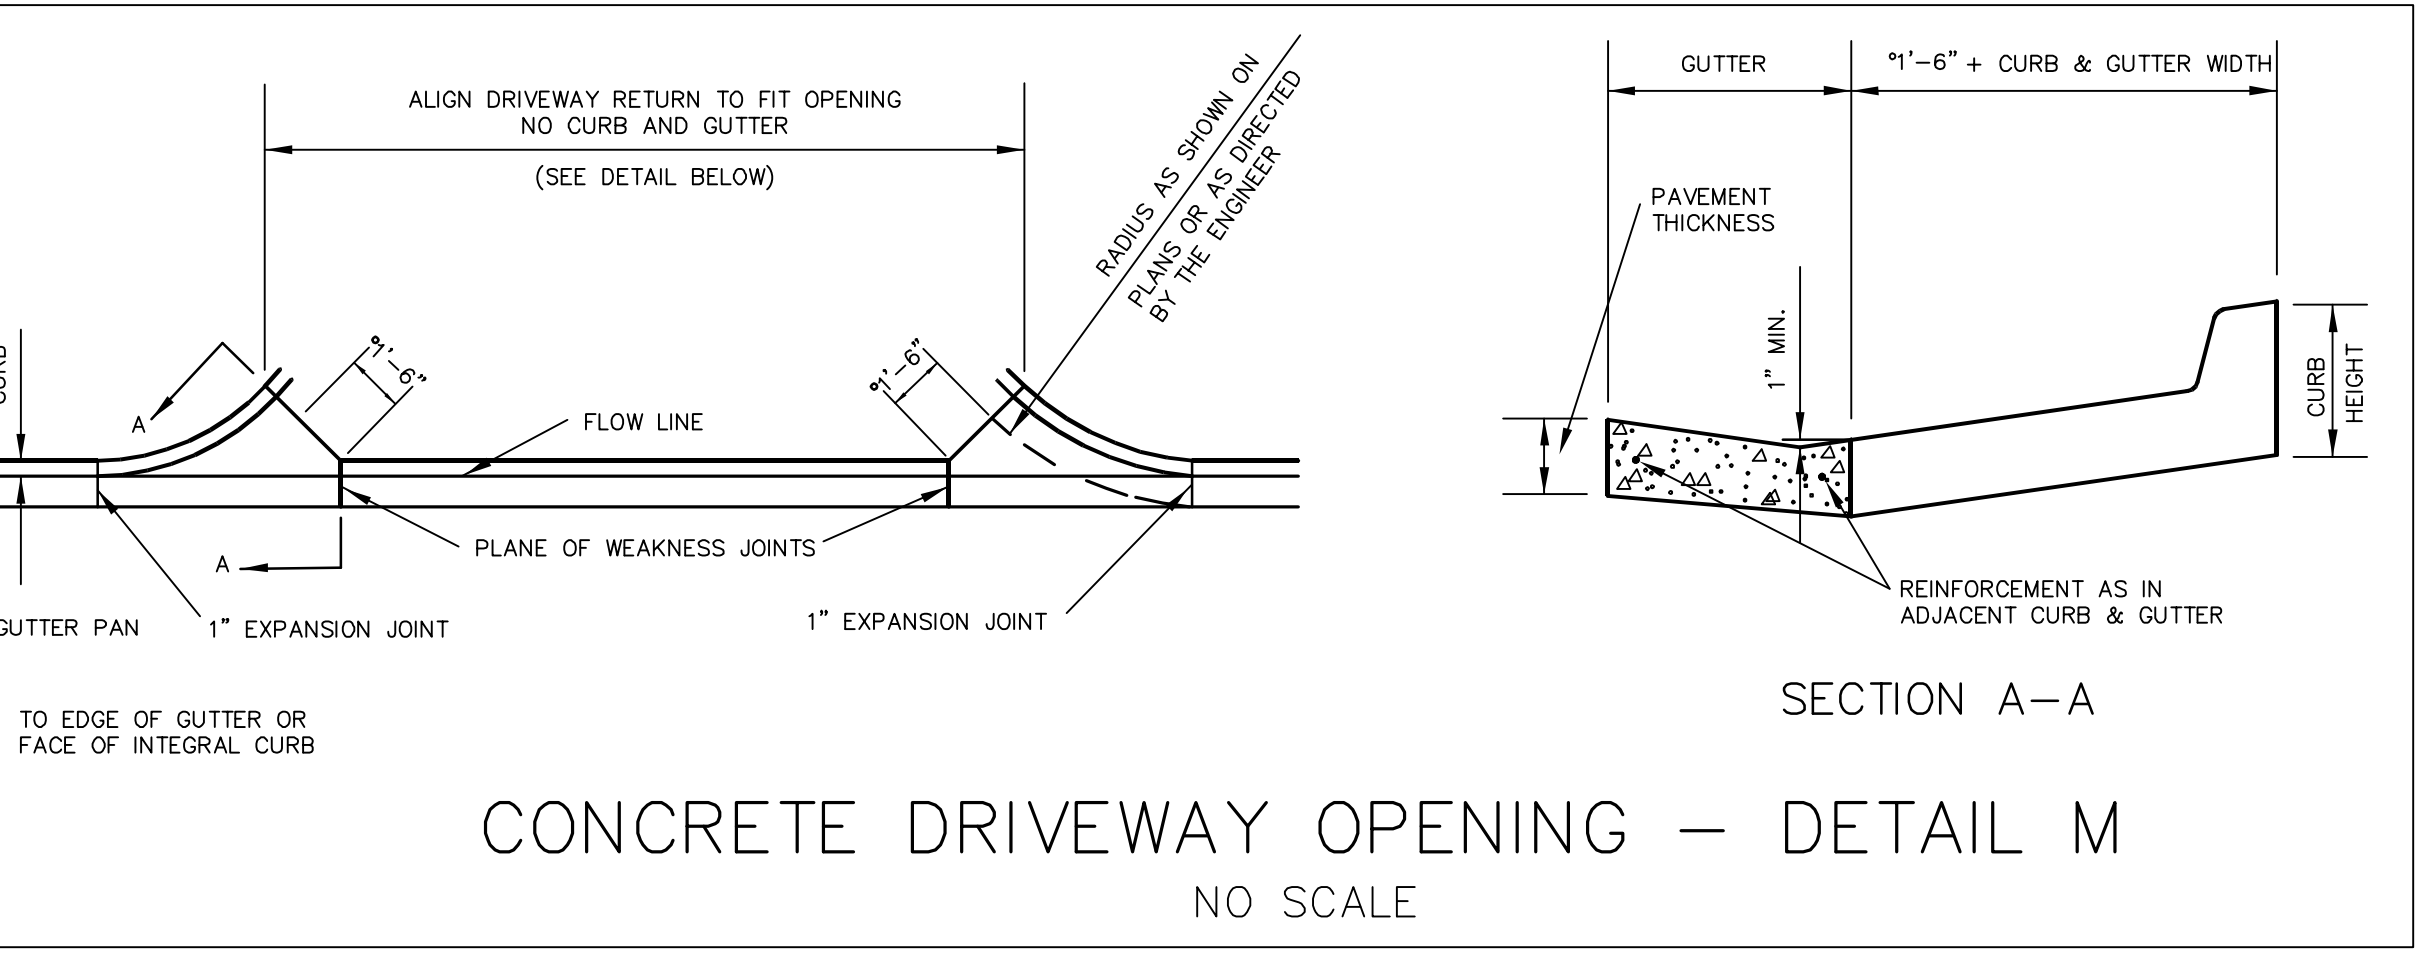 ALIGN DRIVEWAY RETURN TO FIT OPENING
NO CURB AND GUTTER
(SEE DETAIL BELOW)
RADIUS AS SHOWN ON
PLANS OR AS DIRECTED
BY THE ENGINEER
GUTTER
°1'-6" + CURB & GUTTER WIDTH
PAVEMENT
THICKNESS
1" MIN.
CURB
HEIGHT
CURB
A
°1'-6"
°1'-6"
FLOW LINE
A
PLANE OF WEAKNESS JOINTS
REINFORCEMENT AS IN
ADJACENT CURB & GUTTER
GUTTER PAN
1" EXPANSION JOINT
1" EXPANSION JOINT
SECTION A-A
TO EDGE OF GUTTER OR
FACE OF INTEGRAL CURB
CONCRETE DRIVEWAY OPENING - DETAIL M
NO SCALE